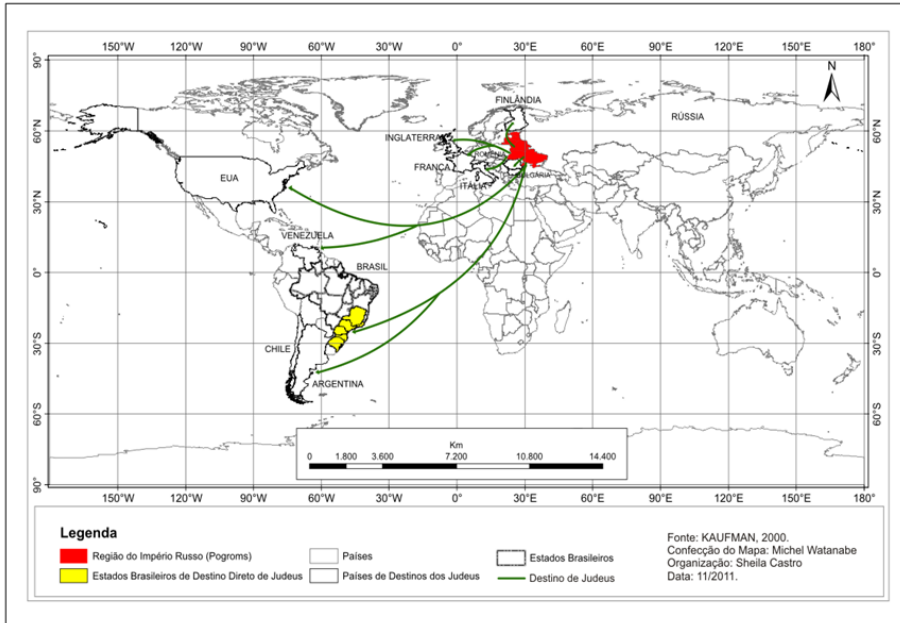 150°W 120°W 90°W 60°W 30°W 0° 30°E 60°E 90°E 120°E 150°E 180°
90°
N
FINLÂNDIA
RÚSSIA
60°N 60°N
INGLATERRA
FRANÇA
ITÁLIA
EUA
30°N 30°N
VENEZUELA
0° 0°
BRASIL
30°S 30°S
CHILE
ARGENTINA
60°S 60°S
Km
0 1.800 3.600 7.200 10.800 14.400
90° 90°
150°W 120°W 90°W 60°W 30°W 0° 30°E 60°E 90°E 120°E 150°E 180°
Legenda
Região do Império Russo (Pogroms)
Estados Brasileiros de Destino Direto de Judeus
Países
Países de Destinos dos Judeus
Estados Brasileiros
Destino de Judeus
Fonte: KAUFMAN, 2000.
Confecção do Mapa: Michel Watanabe
Organização: Sheila Castro
Data: 11/2011.